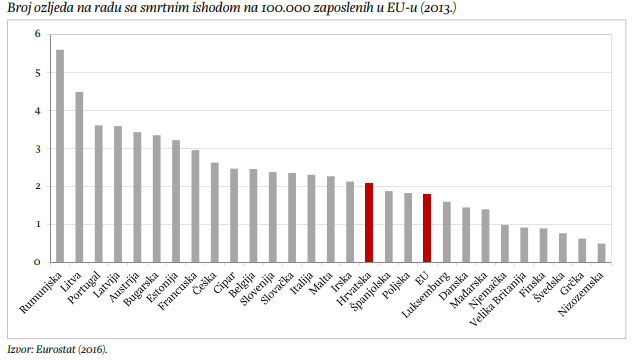 Broj ozljeda na radu sa smrtnim ishodom na 100.000 zaposlenih u EU-u (2013.)
6
5
4
3
2
1
0
Rumunjska
Litva
Portugal
Latvija
Austrija
Bugarska
Estonija
Francuska
Češka
Cipar
Belgija
Slovenija
Slovačka
Italija
Malta
Irska
Hrvatska
Španjolska
Poljska
EU
Luksemburg
Danska
Mađarska
Njemačka
Velika Britanija
Finska
Švedska
Grčka
Nizozemska
Izvor: Eurostat (2016).